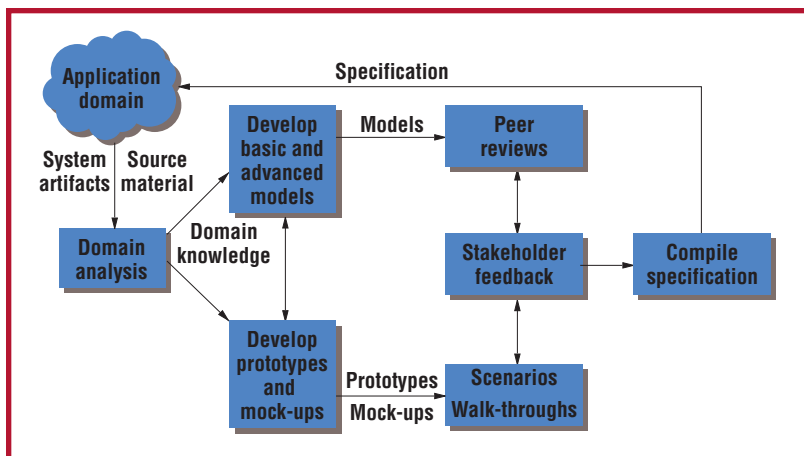 Specification
Application
domain
Develop
basic and
advanced
models
Models
Peer
reviews
System
artifacts
Source
material
Domain
knowledge
Domain
analysis
Stakeholder
feedback
Compile
specification
Develop
prototypes
and
mock-ups
Prototypes
Mock-ups
Scenarios
Walk-throughs